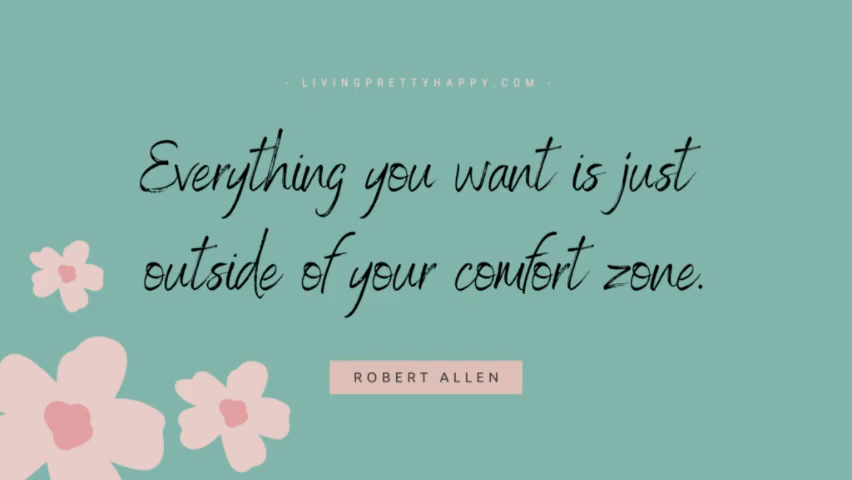 · LIVINGPRETTYHAPPY.COM ·
Everything you want is just
outside of your comfort zone.
ROBERT ALLEN